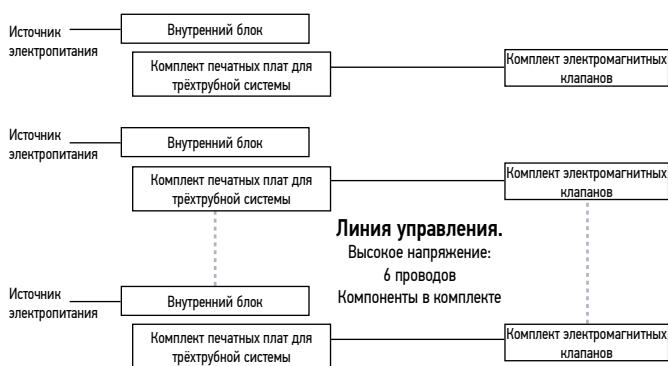 Источник
электропитания
Внутренний блок
Комплект печатных плат для
трёхтрубной системы
Комплект электромагнитных
клапанов
Источник
электропитания
Внутренний блок
Комплект печатных плат для
трёхтрубной системы
Комплект электромагнитных
клапанов
Линия управления.
Высокое напряжение:
6 проводов
Компоненты в комплекте
Источник
электропитания
Внутренний блок
Комплект печатных плат для
трёхтрубной системы
Комплект электромагнитных
клапанов